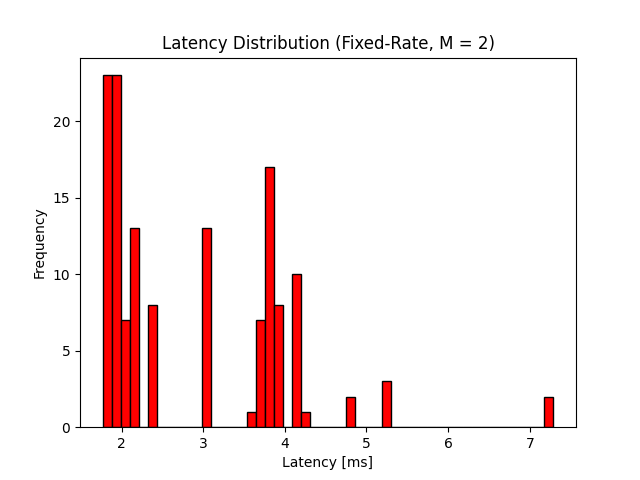 Latency Distribution (Fixed-Rate, M = 2)
Frequency
20
15
10
5
0
2 3 4 5 6 7
Latency [ms]